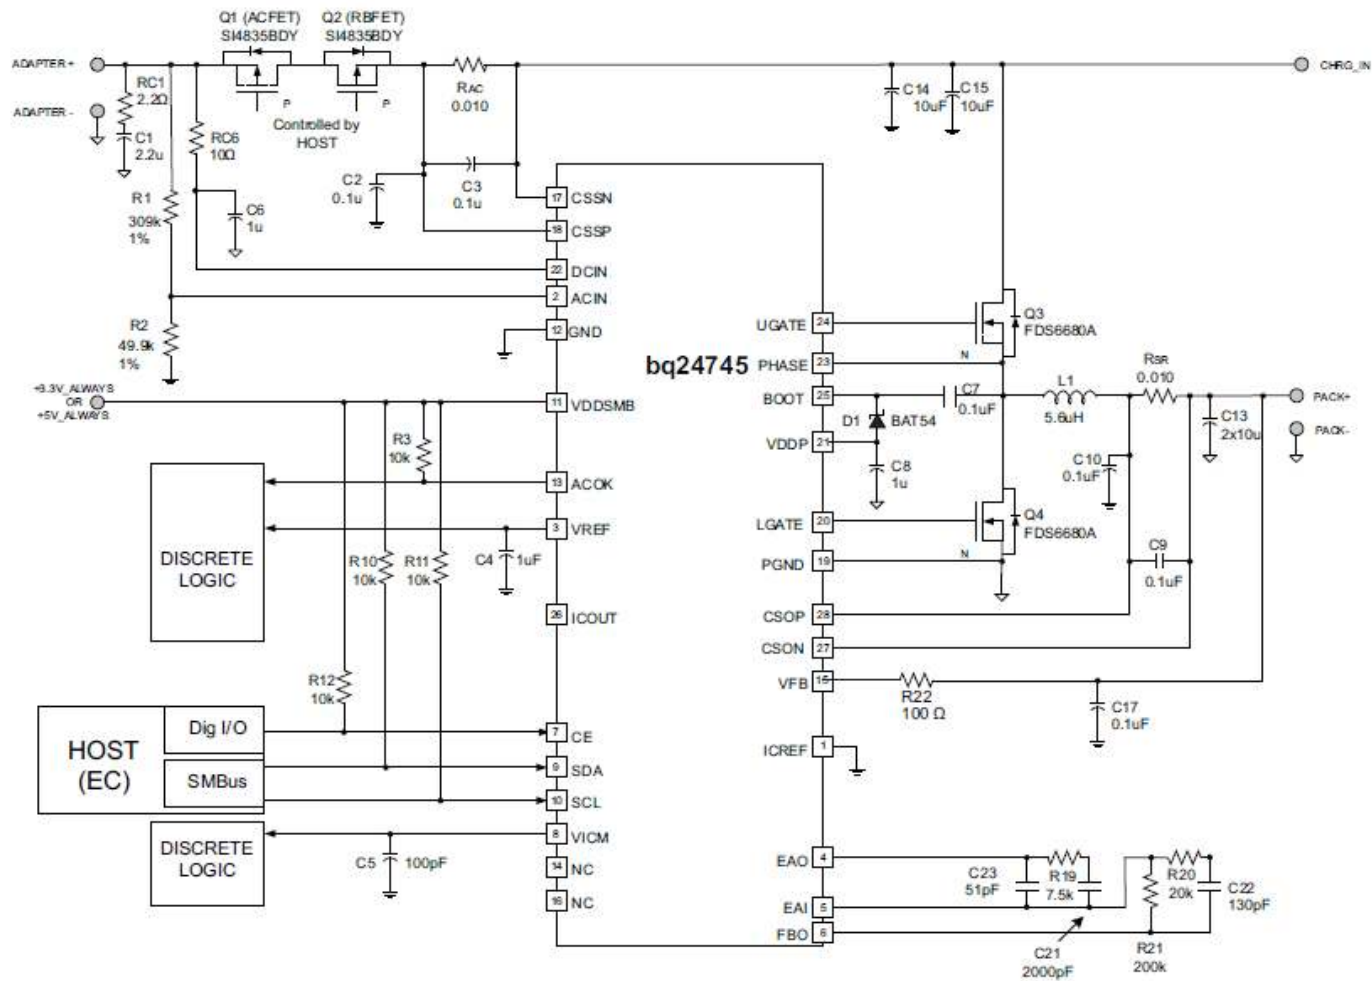 Q1 (ACFET)
SI4835BDY
Q2 (RBFET)
SI4835BDY
ADAPTER +
ADAPTER -
RC1
2.2Ω
C1
2.2u
RC6
10Ω
P
P
Controlled by
HOST
RAC
0.010
C14
10uF
C15
10uF
CHRG_IN
C2
0.1u
C3
0.1u
R1
309k
1%
C6
1u
R2
49.9k
1%
+3.3V_ALWAYS
OR
+5V_ALWAYS
17 CSSN
18 CSSP
22 DCIN
2 ACIN
12 GND
11 VDDSMB
13 ACOK
3 VREF
26 ICOUT
7 CE
9 SDA
10 SCL
8 VICM
14 NC
16 NC
R3
10k
R10
10k
R11
10k
C4
1uF
R12
10k
DISCRETE
LOGIC
HOST
(EC)
Dig I/O
SMBus
DISCRETE
LOGIC
C5
100pF
bq24745
UGATE 24
PHASE 23
BOOT 25
VDDP 21
LGATE 20
PGND 19
CSOP 28
CSON 27
VFB 15
ICREF 1
EAO 4
EAI 5
FBO 6
Q3
FDS6680A
N
C7
0.1uF
D1
BAT54
C8
1u
L1
5.6uH
RSR
0.010
C13
2x10u
PACK+
PACK-
C10
0.1uF
Q4
FDS6680A
N
C9
0.1uF
R22
100 Ω
C17
0.1uF
C23
51pF
R19
7.5k
C21
2000pF
R20
20k
C22
130pF
R21
200k